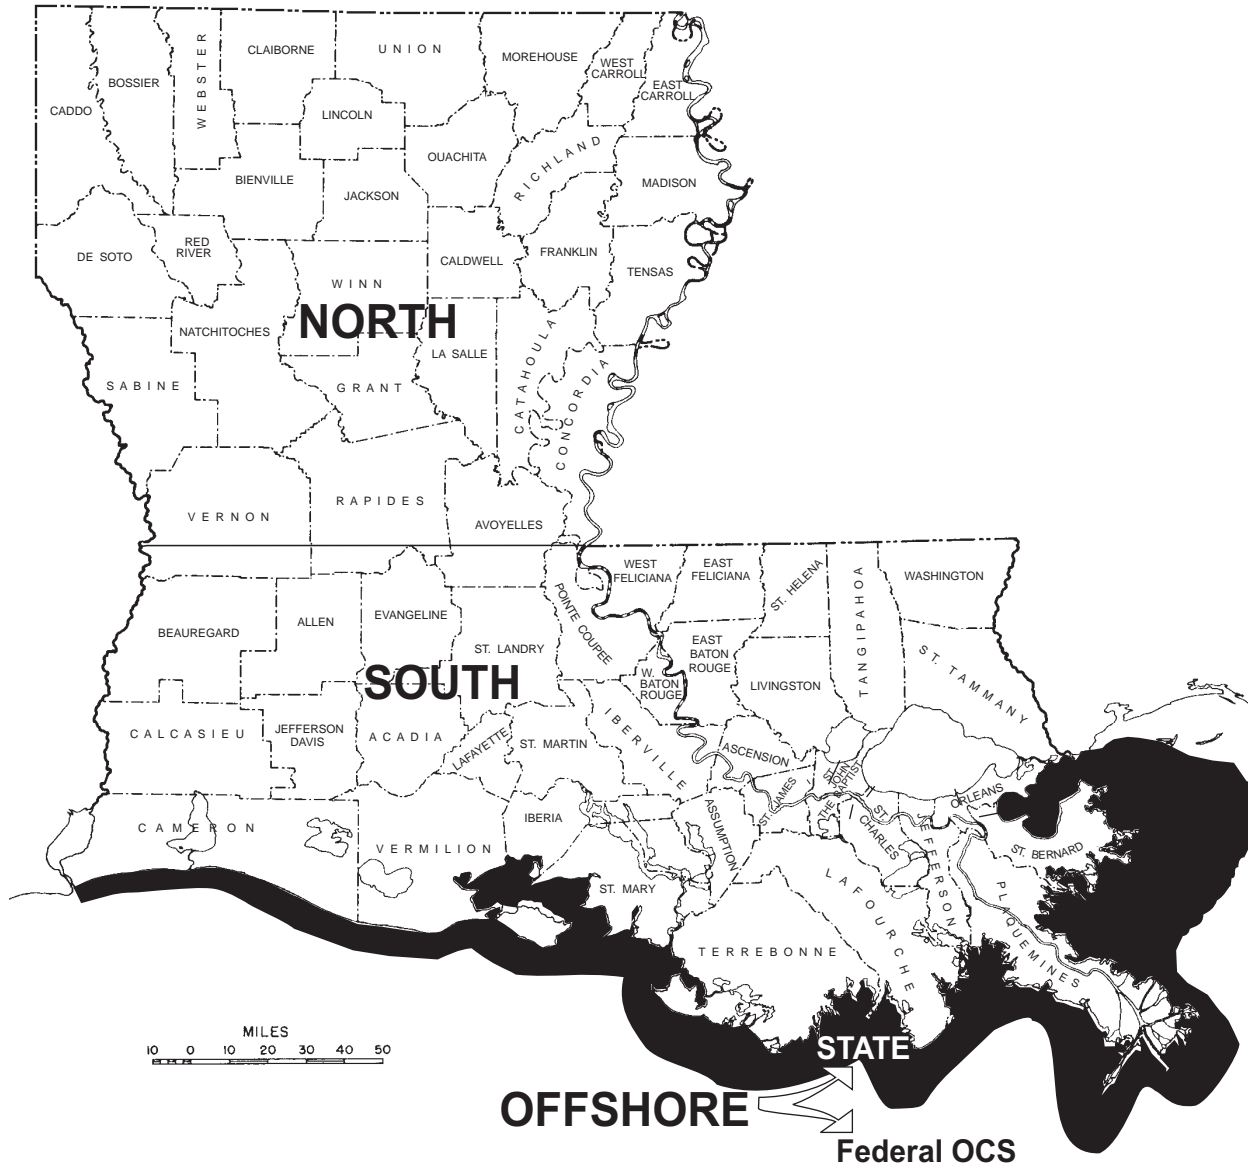 CLAIBORNE
UNION
MOREHOUSE
WEST
CARROLL
EAST
CARROLL
WEBSTER
BOSSIER
CADDO
LINCOLN
OUACHITA
RICHLAND
MADISON
BIENVILLE
JACKSON
DE SOTO
RED
RIVER
WINN
CALDWELL
FRANKLIN
TENSAS
NORTH
NATCHITOCHES
LA SALLE
CATAHOULA
CONCORDIA
SABINE
GRANT
VERNON
RAPIDES
AVOYELLES
WEST
FELICIANA
EAST
FELICIANA
ST. HELENA
TANGIPAHOA
WASHINGTON
BEAUREGARD
ALLEN
EVANGELINE
ST. LANDRY
POINTE COUPEE
EAST
BATON
ROUGE
W.
BATON
ROUGE
LIVINGSTON
ST. TAMMANY
SOUTH
CALCASIEU
JEFFERSON
DAVIS
ACADIA
LAFAYETTE
ST. MARTIN
IBERVILLE
ASCENSION
ST. JAMES
ST.
JOHN
THE BAPTIST
ORLEANS
CAMERON
VERMILION
IBERIA
ASSUMPTION
ST. CHARLES
JEFFERSON
ST. BERNARD
ST. MARY
LAFOURCHE
PLAQUEMINES
TERREBONNE
MILES
10 0 10 20 30 40 50
STATE
OFFSHORE
Federal OCS